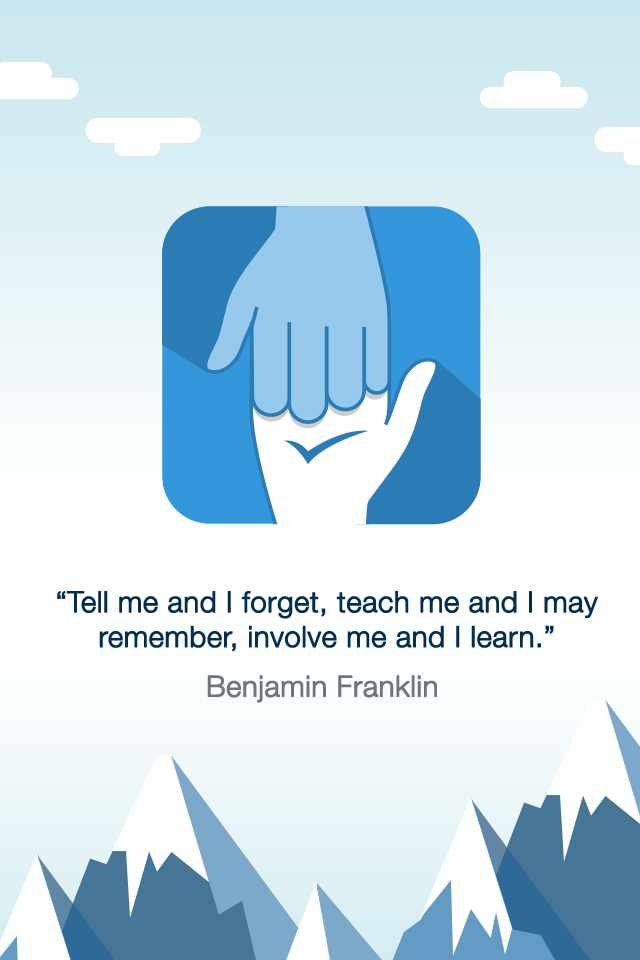 “Tell me and I forget, teach me and I may
remember, involve me and I learn.”
Benjamin Franklin